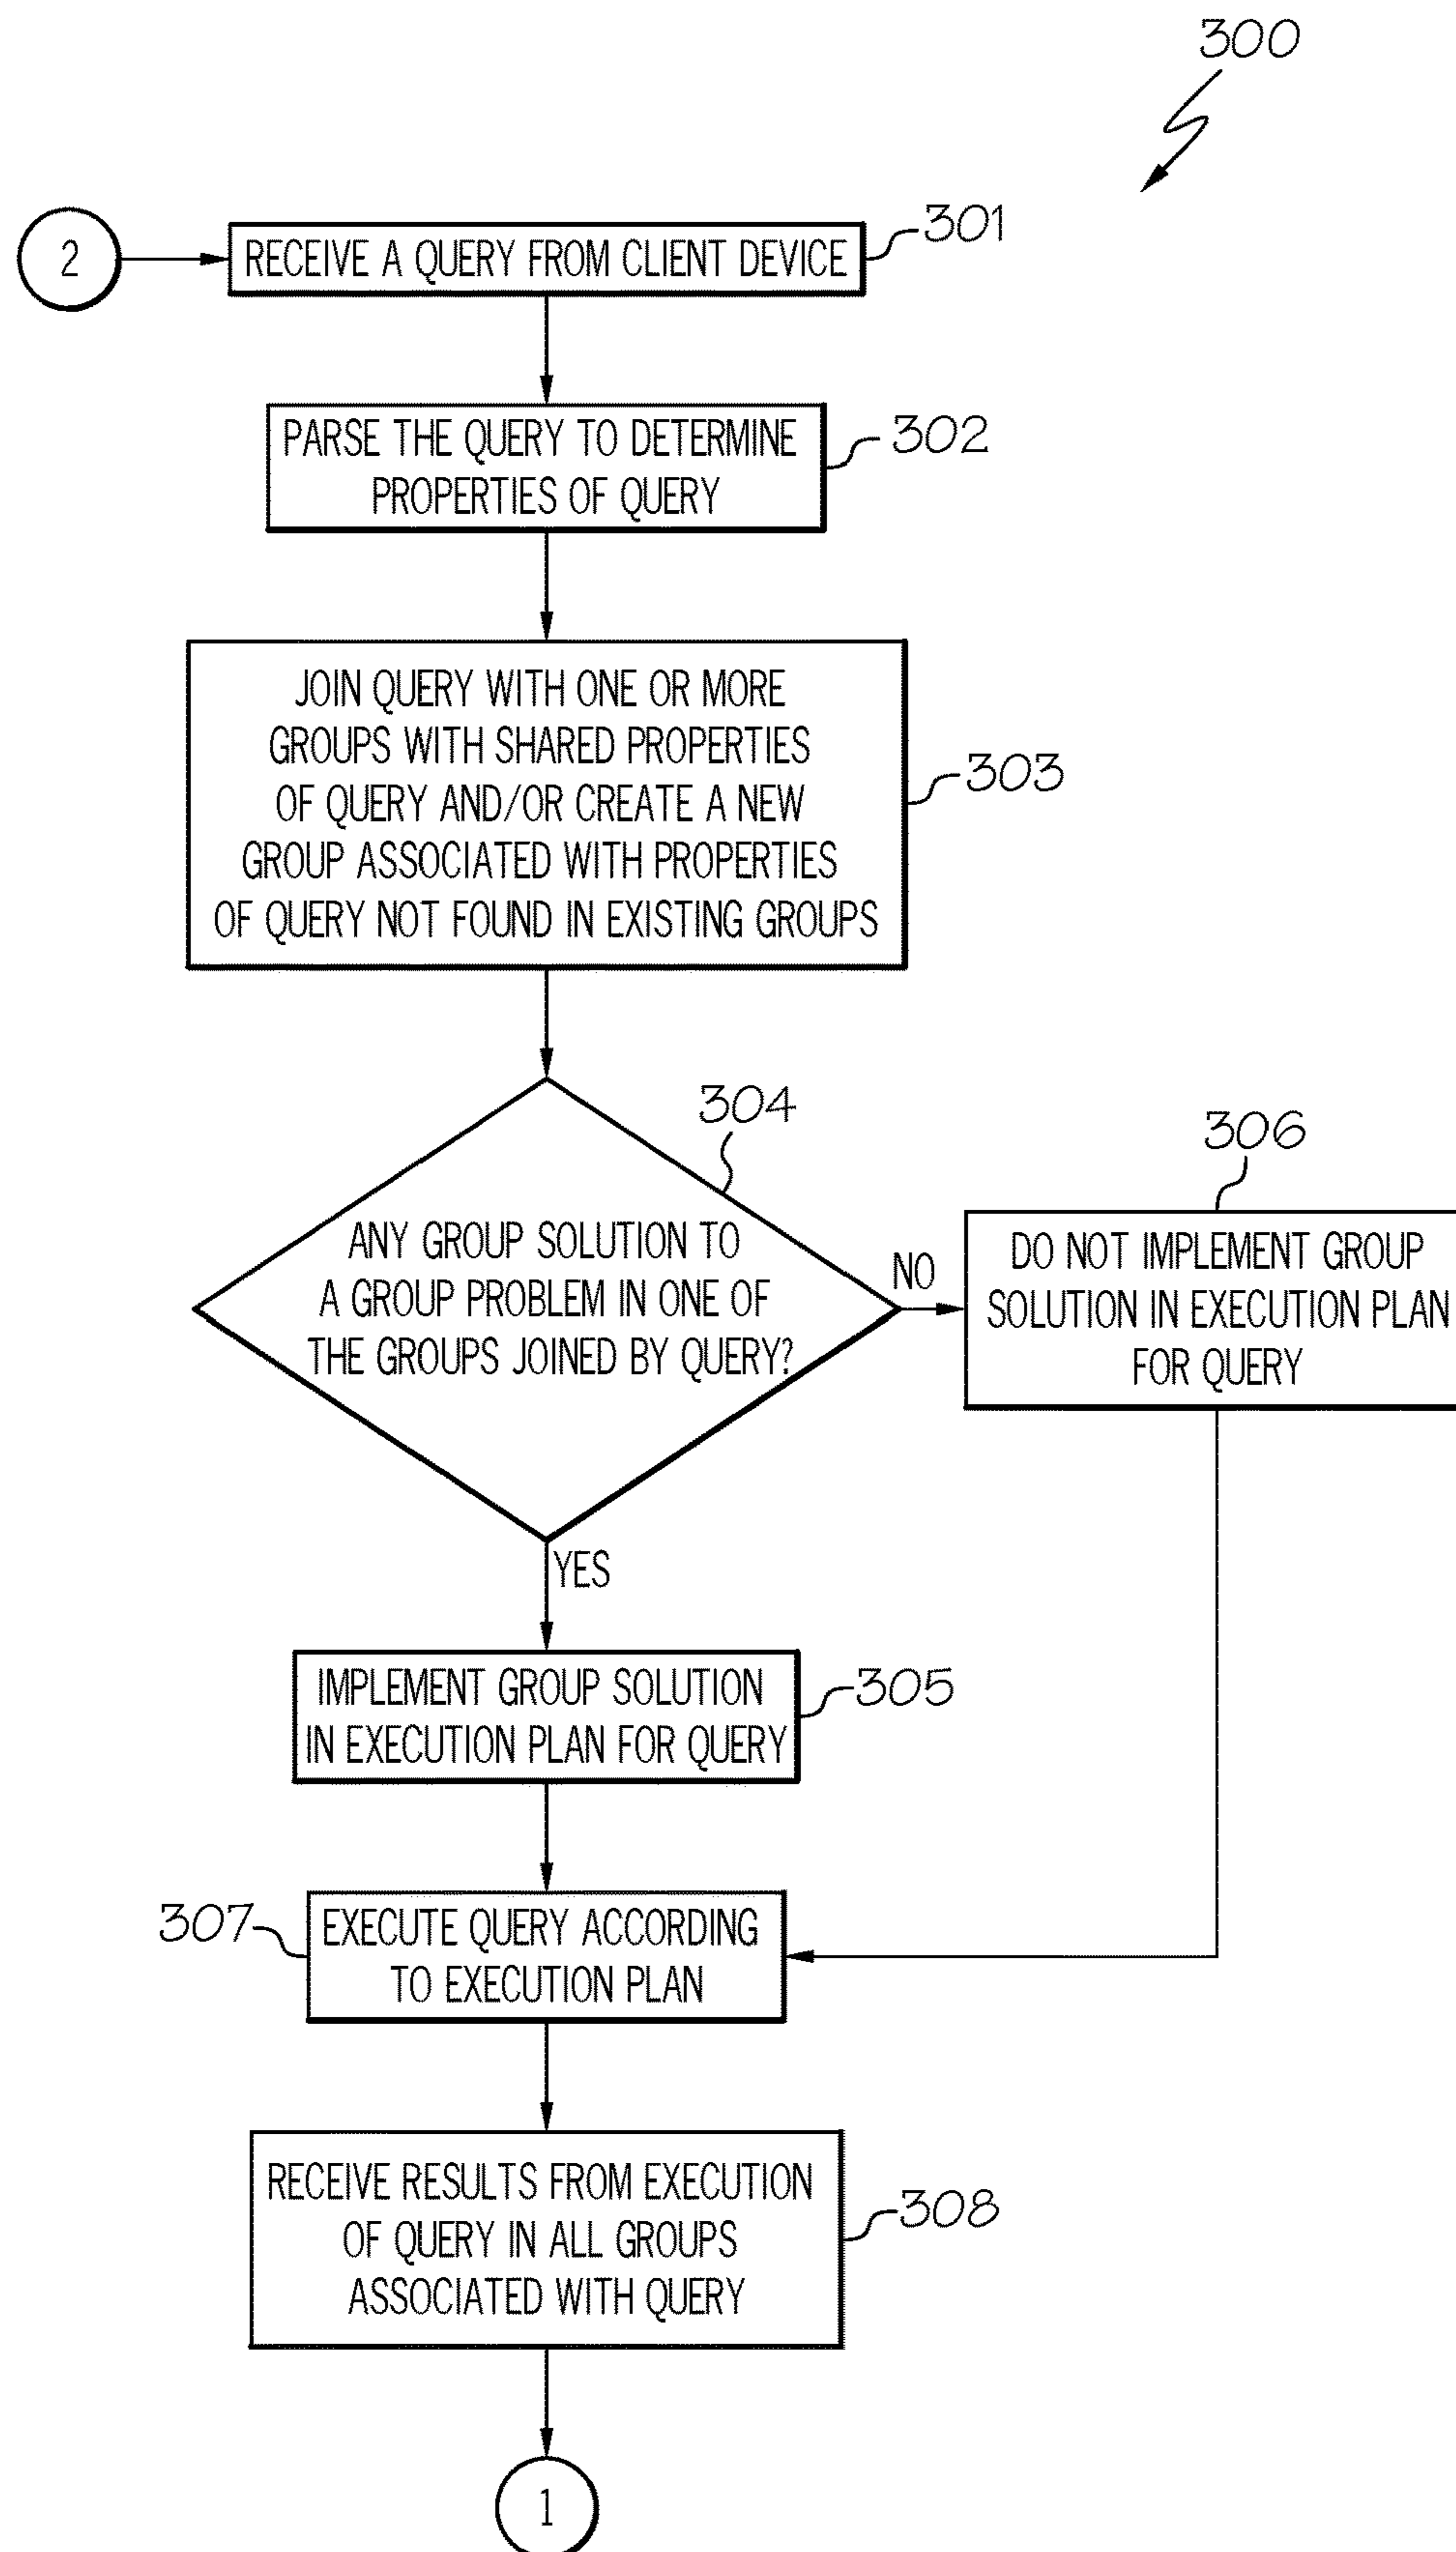 300
2
RECEIVE A QUERY FROM CLIENT DEVICE
301
PARSE THE QUERY TO DETERMINE
PROPERTIES OF QUERY
302
JOIN QUERY WITH ONE OR MORE
GROUPS WITH SHARED PROPERTIES
OF QUERY AND/OR CREATE A NEW
GROUP ASSOCIATED WITH PROPERTIES
OF QUERY NOT FOUND IN EXISTING GROUPS
303
304
ANY GROUP SOLUTION TO
A GROUP PROBLEM IN ONE OF
THE GROUPS JOINED BY QUERY?
NO
306
DO NOT IMPLEMENT GROUP
SOLUTION IN EXECUTION PLAN
FOR QUERY
YES
IMPLEMENT GROUP SOLUTION
IN EXECUTION PLAN FOR QUERY
305
307
EXECUTE QUERY ACCORDING
TO EXECUTION PLAN
RECEIVE RESULTS FROM EXECUTION
OF QUERY IN ALL GROUPS
ASSOCIATED WITH QUERY
308
1